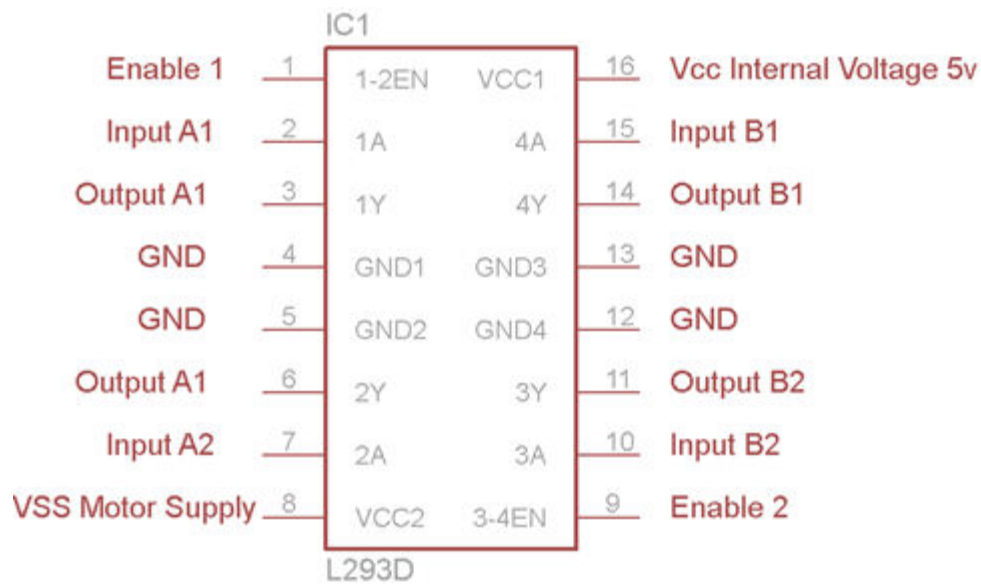 IC1
Enable 1 1 1-2EN VCC1 16 Vcc Internal Voltage 5v
Input A1 2 1A 4A 15 Input B1
Output A1 3 1Y 4Y 14 Output B1
GND 4 GND1 GND3 13 GND
GND 5 GND2 GND4 12 GND
Output A1 6 2Y 3Y 11 Output B2
Input A2 7 2A 3A 10 Input B2
VSS Motor Supply 8 VCC2 3-4EN 9 Enable 2
L293D